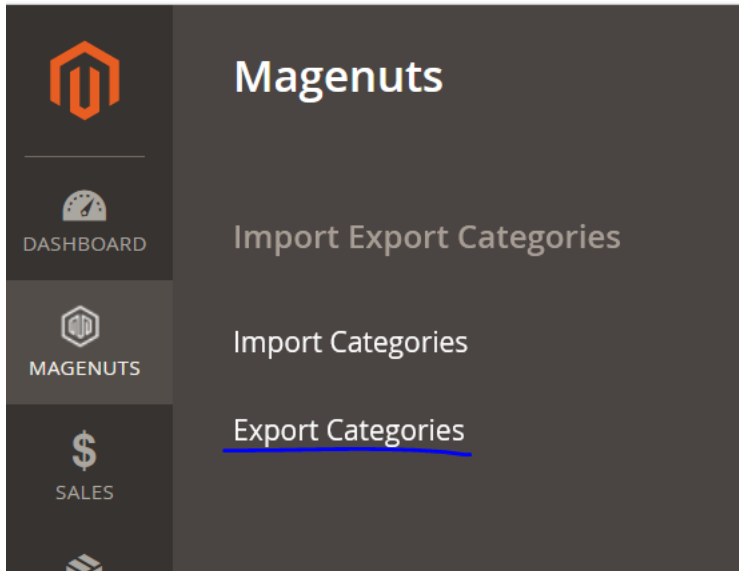 Magenuts
DASHBOARD
Import Export Categories
MAGENUTS
Import Categories
Export Categories
$
SALES